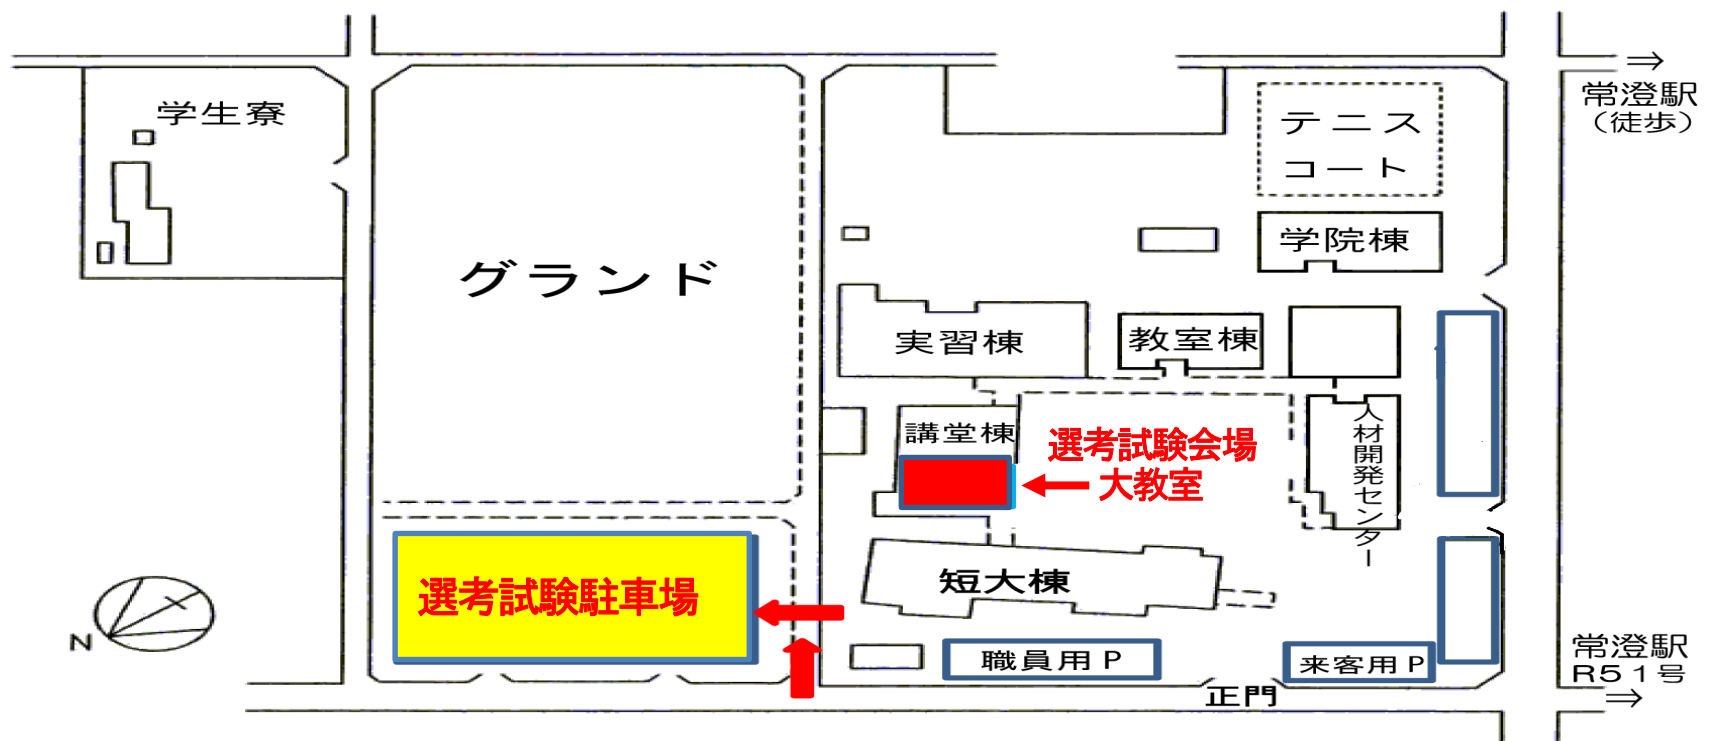 ⇒
常澄駅
（徒歩）
学生寮
テニス
コート
学院棟
グランド
実習棟
教室棟
講堂棟
選考試験会場
大教室
人材開発センター
選考試験駐車場
短大棟
N
職員用P
来客用P
正門
常澄駅
R51号
⇒